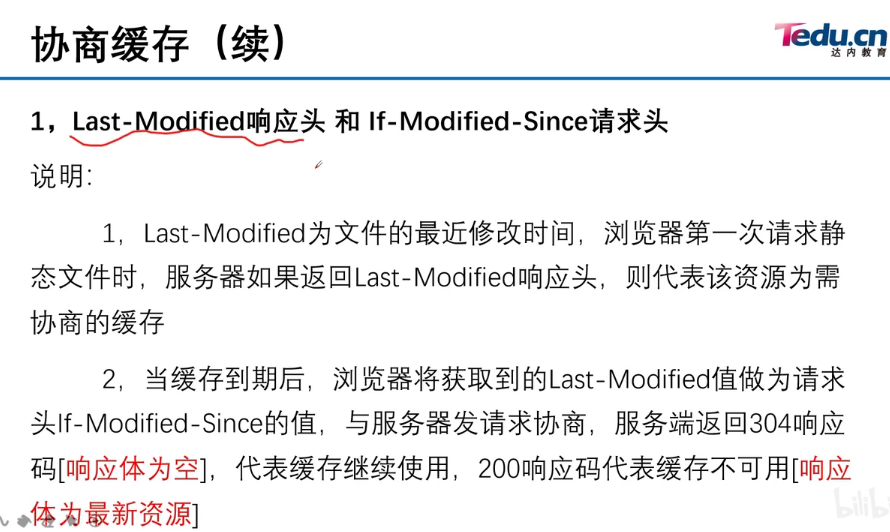 协商缓存（续）
Tedu.cn
达内教育
1，Last-Modified响应头 和 If-Modified-Since请求头
说明:
1，Last-Modified为文件的最近修改时间，浏览器第一次请求静
态文件时，服务器如果返回Last-Modified响应头，则代表该资源为需
协商的缓存
2，当缓存到期后，浏览器将获取到的Last-Modified值做为请求
头If-Modified-Since的值，与服务器发请求协商，服务端返回304响应
码[响应体为空]，代表缓存继续使用，200响应码代表缓存不可用[响应
体为最新资源]
bilibili